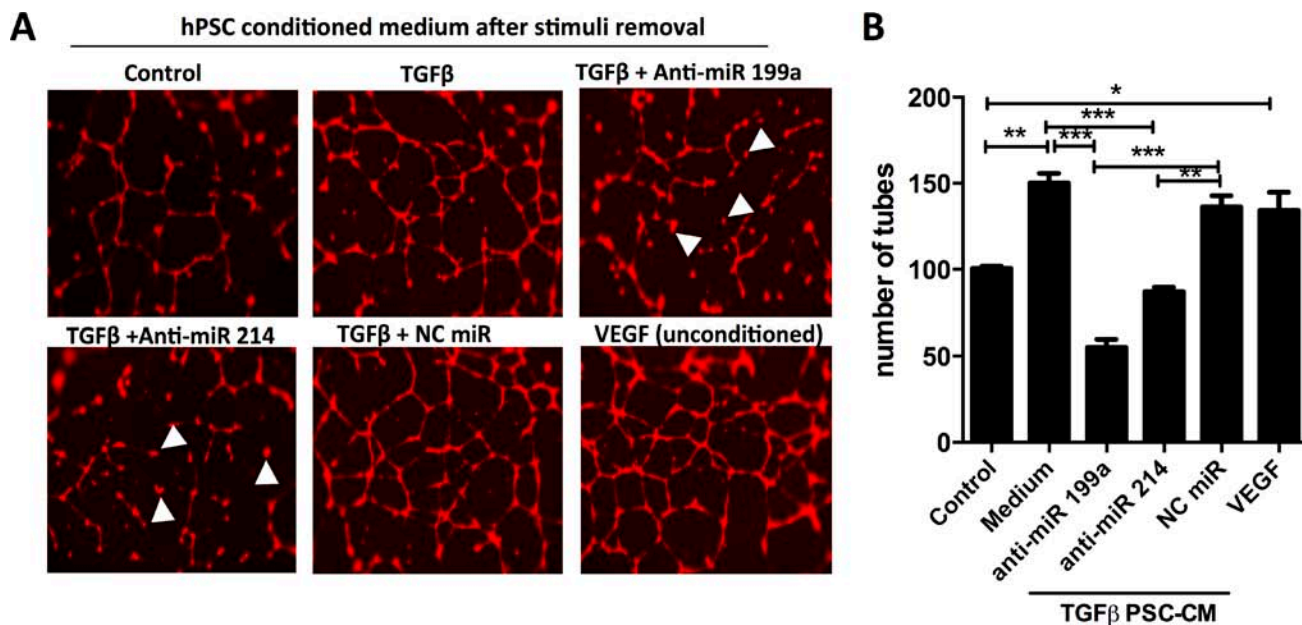 A
hPSC conditioned medium after stimuli removal
Control
TGFβ
TGFβ + Anti-miR 199a
TGFβ +Anti-miR 214
TGFβ + NC miR
VEGF (unconditioned)
B
number of tubes
200
150
100
50
0
*
***
** ***
***
**
Control
Medium
anti-miR 199a
anti-miR 214
NC miR
VEGF
TGFβ PSC-CM